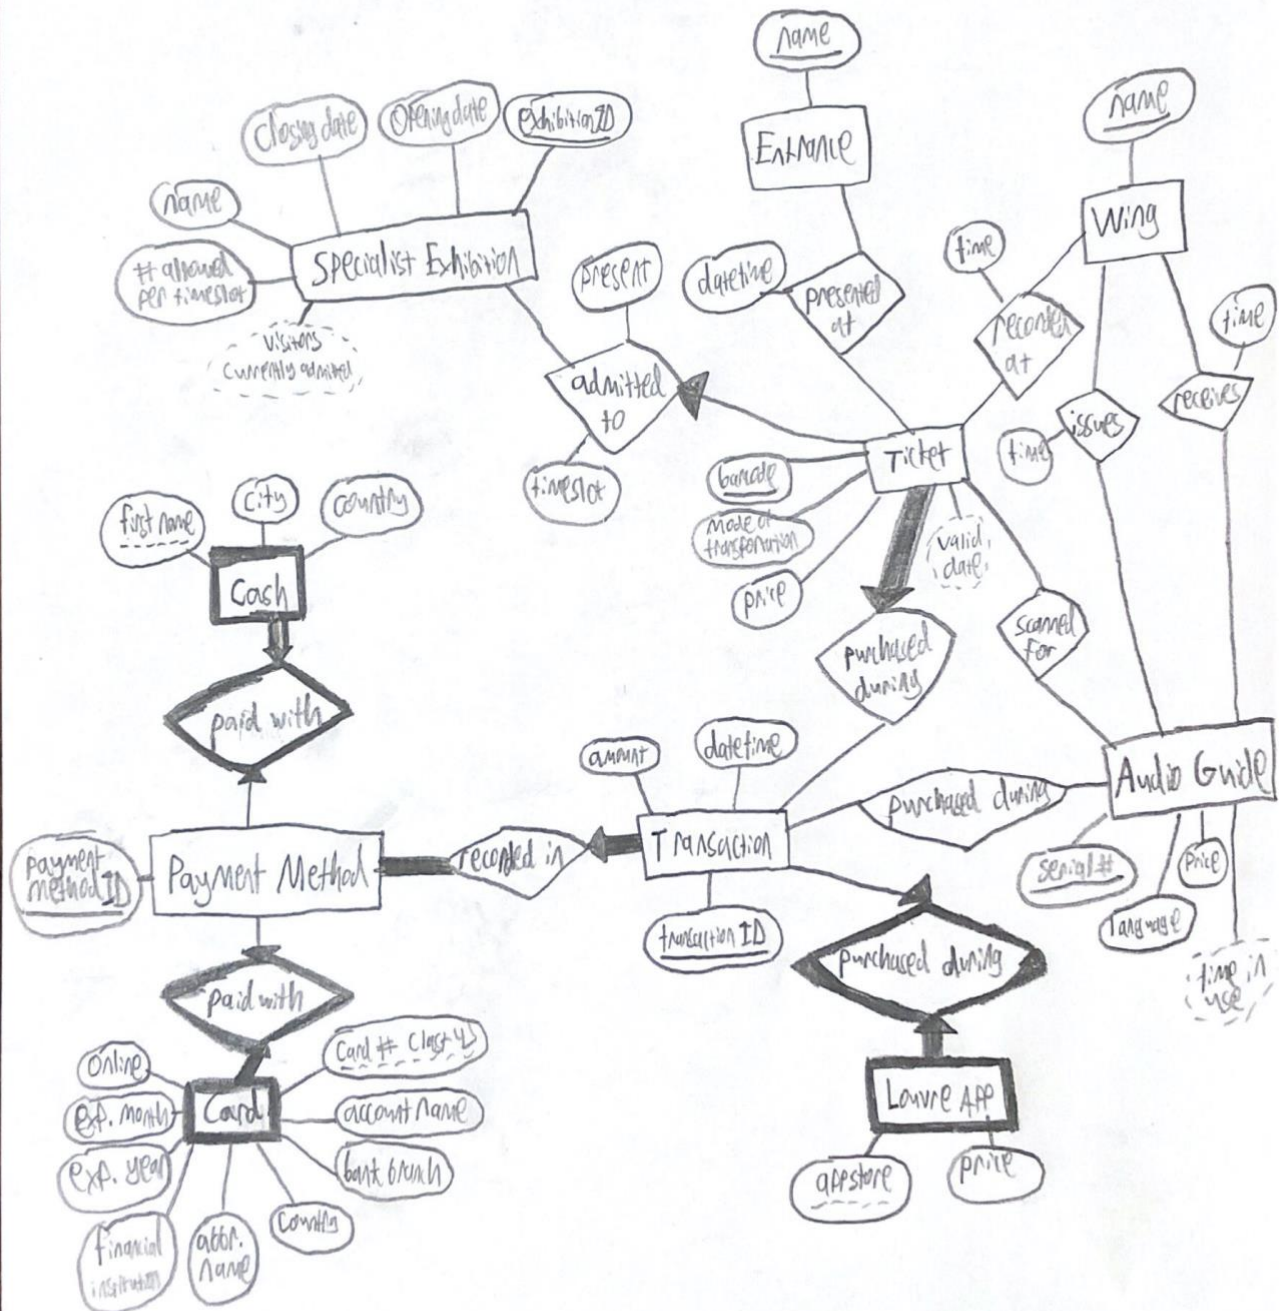 name
name
Closing date
Opening date
exhibitionID
Entrance
name
Wing
Specialist Exhibition
# allowed
per timeslot
visitors
currently admitted
present
datetime
presented
at
time
recorded
at
time
receives
issues
time
admitted
to
timeslot
Ticket
barcode
mode of
transportation
price
valid
date
first name
city
country
Cash
paid with
purchased
during
scanned
for
amount
datetime
Transaction
transaction ID
purchased during
Audio Guide
serial #
language
price
time in
use
payment
method ID
Payment Method
recorded in
paid with
purchased during
Louvre App
appstore
price
Card # (last 4)
Online
exp. month
Card
account name
exp. year
bank branch
financial
institution
abbr.
name
country